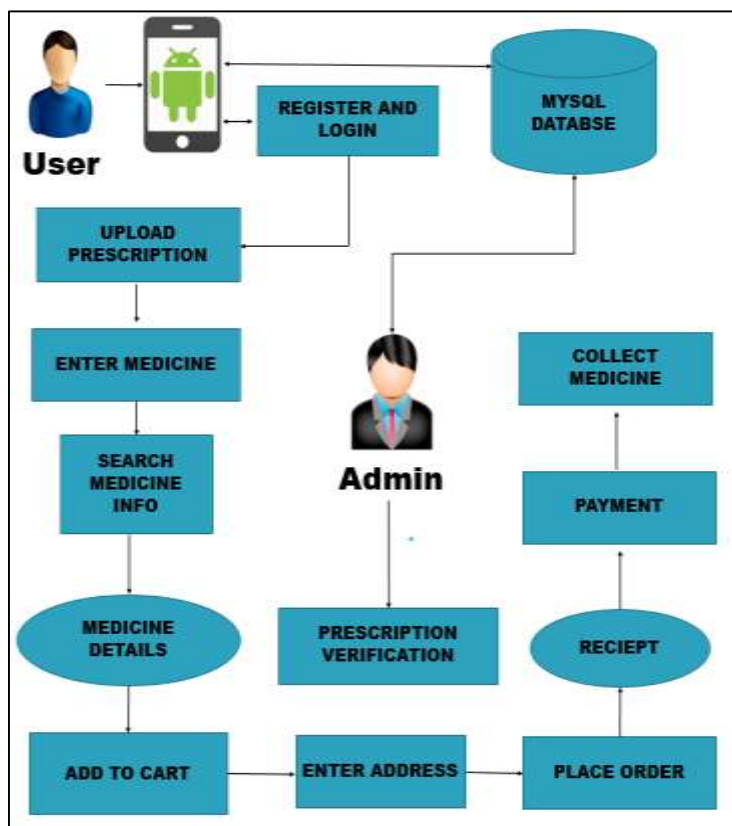 User
REGISTER AND
LOGIN
MYSQL
DATABSE
UPLOAD
PRESCRIPTION
ENTER MEDICINE
SEARCH
MEDICINE
INFO
MEDICINE
DETAILS
ADD TO CART
Admin
PRESCRIPTION
VERIFICATION
ENTER ADDRESS
PLACE ORDER
RECIEPT
PAYMENT
COLLECT
MEDICINE